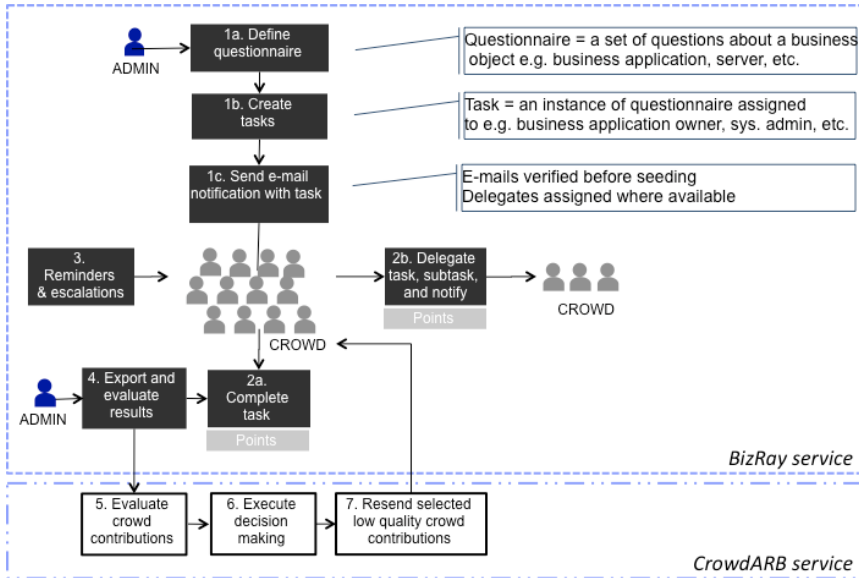 1a. Define
questionnaire
ADMIN
Questionnaire = a set of questions about a business
object e.g. business application, server, etc.
1b. Create
tasks
Task = an instance of questionnaire assigned
to e.g. business application owner, sys. admin, etc.
1c. Send e-mail
notification with task
E-mails verified before seeding
Delegates assigned where available
3.
Reminders
& escalations
2b. Delegate
task, subtask,
and notify
Points
CROWD
CROWD
4. Export and
evaluate
results
ADMIN
2a.
Complete
task
Points
BizRay service
5. Evaluate
crowd
contributions
6. Execute
decision
making
7. Resend selected
low quality crowd
contributions
CrowdARB service